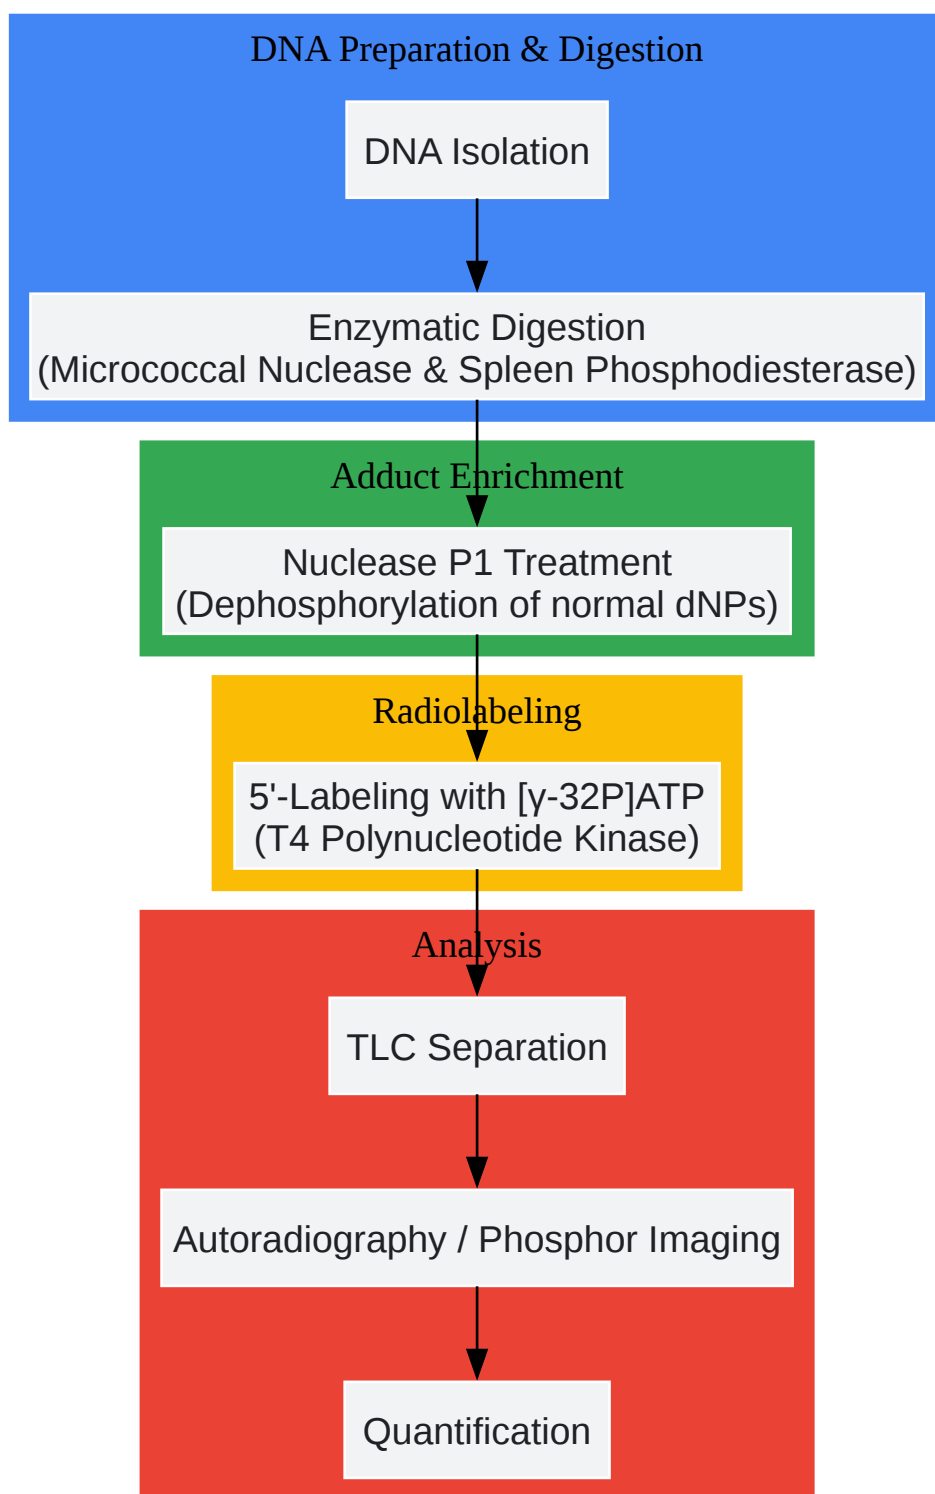 DNA Preparation & Digestion
DNA Isolation
Enzymatic Digestion
(Micrococcal Nuclease & Spleen Phosphodiesterase)
Adduct Enrichment
Nuclease P1 Treatment
(Dephosphorylation of normal dNPs)
Radiolabeling
5'-Labeling with [γ-32P]ATP
(T4 Polynucleotide Kinase)
Analysis
TLC Separation
Autoradiography / Phosphor Imaging
Quantification